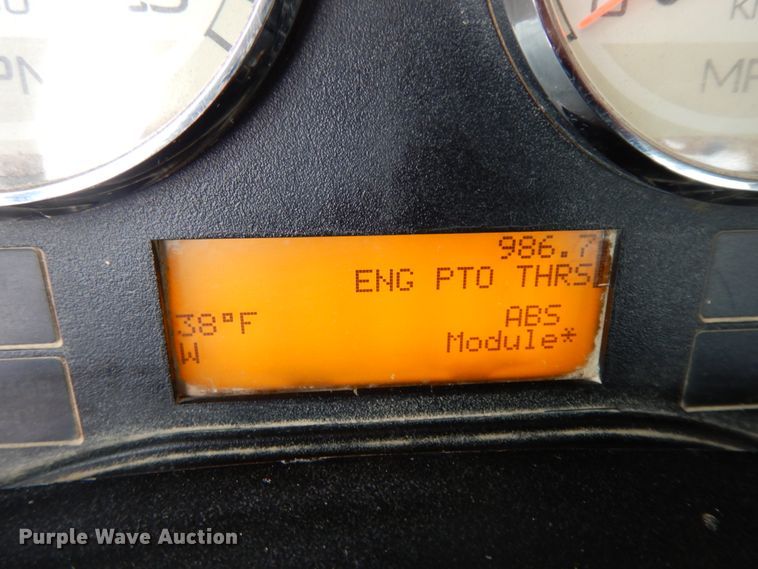 986.7
ENG PTO THRS
38°F
ABS
W
Module*
Purple Wave Auction